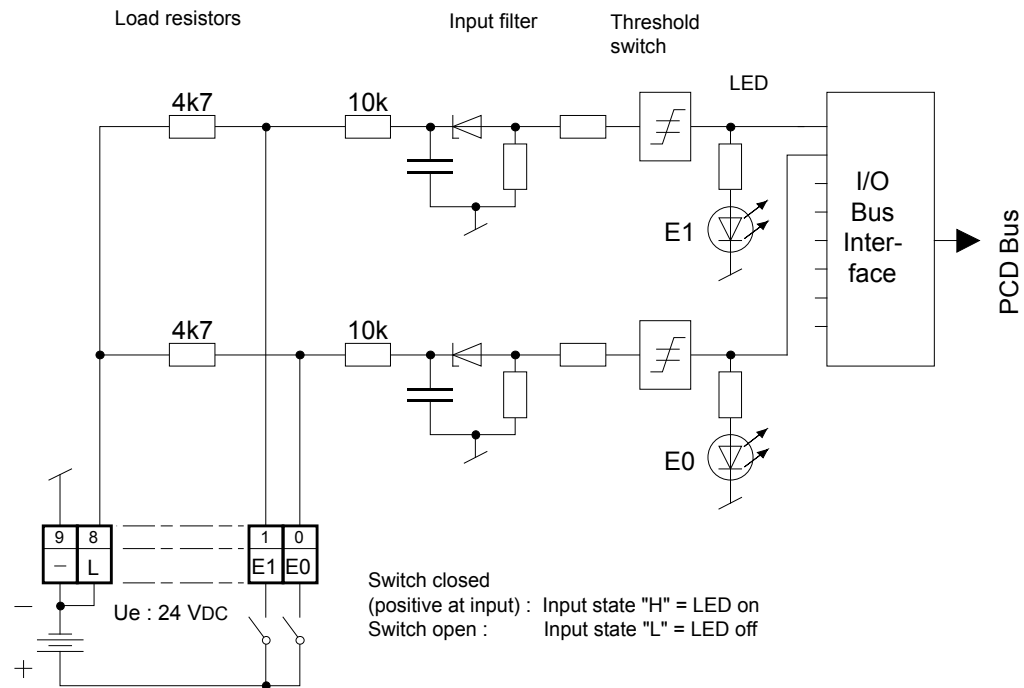 Load resistors
Input filter
Threshold
switch
LED
4k7
10k
I/O
Bus
Inter-
face
PCD Bus
E1
4k7
10k
E0
9 8 1 0
– L E1 E0
–
Ue : 24 VDC
+
Switch closed
(positive at input) : Input state "H" = LED on
Switch open : Input state "L" = LED off